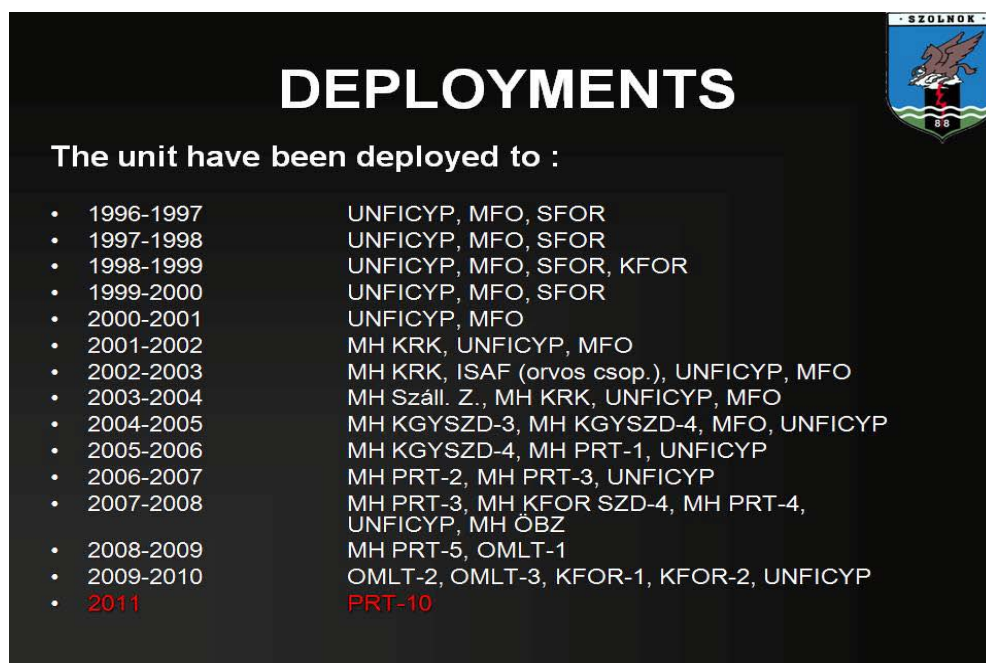 · SZOLNOK ·
DEPLOYMENTS
88
The unit have been deployed to :
• 1996-1997 UNFICYP, MFO, SFOR
• 1997-1998 UNFICYP, MFO, SFOR
• 1998-1999 UNFICYP, MFO, SFOR, KFOR
• 1999-2000 UNFICYP, MFO, SFOR
• 2000-2001 UNFICYP, MFO
• 2001-2002 MH KRK, UNFICYP, MFO
• 2002-2003 MH KRK, ISAF (orvos csop.), UNFICYP, MFO
• 2003-2004 MH Száll. Z., MH KRK, UNFICYP, MFO
• 2004-2005 MH KGYSZD-3, MH KGYSZD-4, MFO, UNFICYP
• 2005-2006 MH KGYSZD-4, MH PRT-1, UNFICYP
• 2006-2007 MH PRT-2, MH PRT-3, UNFICYP
• 2007-2008 MH PRT-3, MH KFOR SZD-4, MH PRT-4,
UNFICYP, MH ÖBZ
• 2008-2009 MH PRT-5, OMLT-1
• 2009-2010 OMLT-2, OMLT-3, KFOR-1, KFOR-2, UNFICYP
• 2011 PRT-10